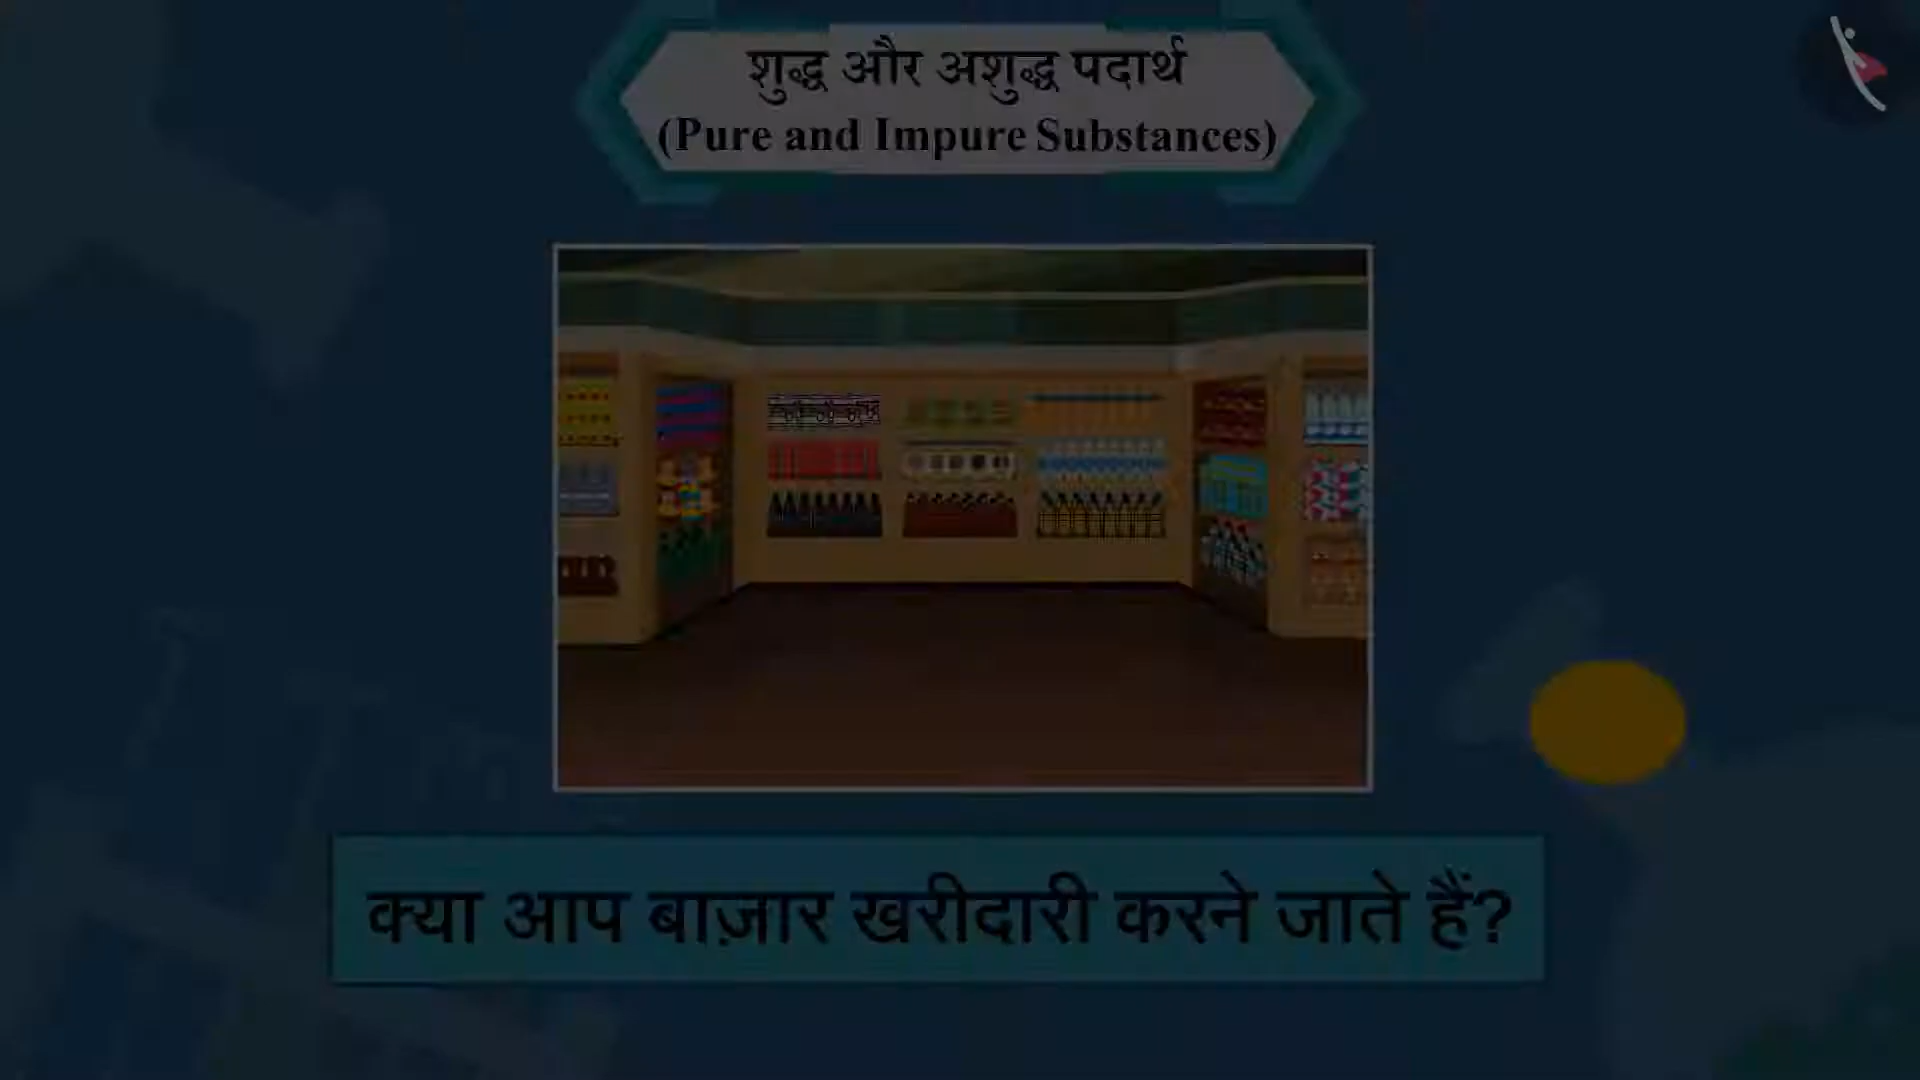 शुद्ध और अशुद्ध पदार्थ
(Pure and Impure Substances)
क्या आप बाज़ार खरीदारी करने जाते हैं?